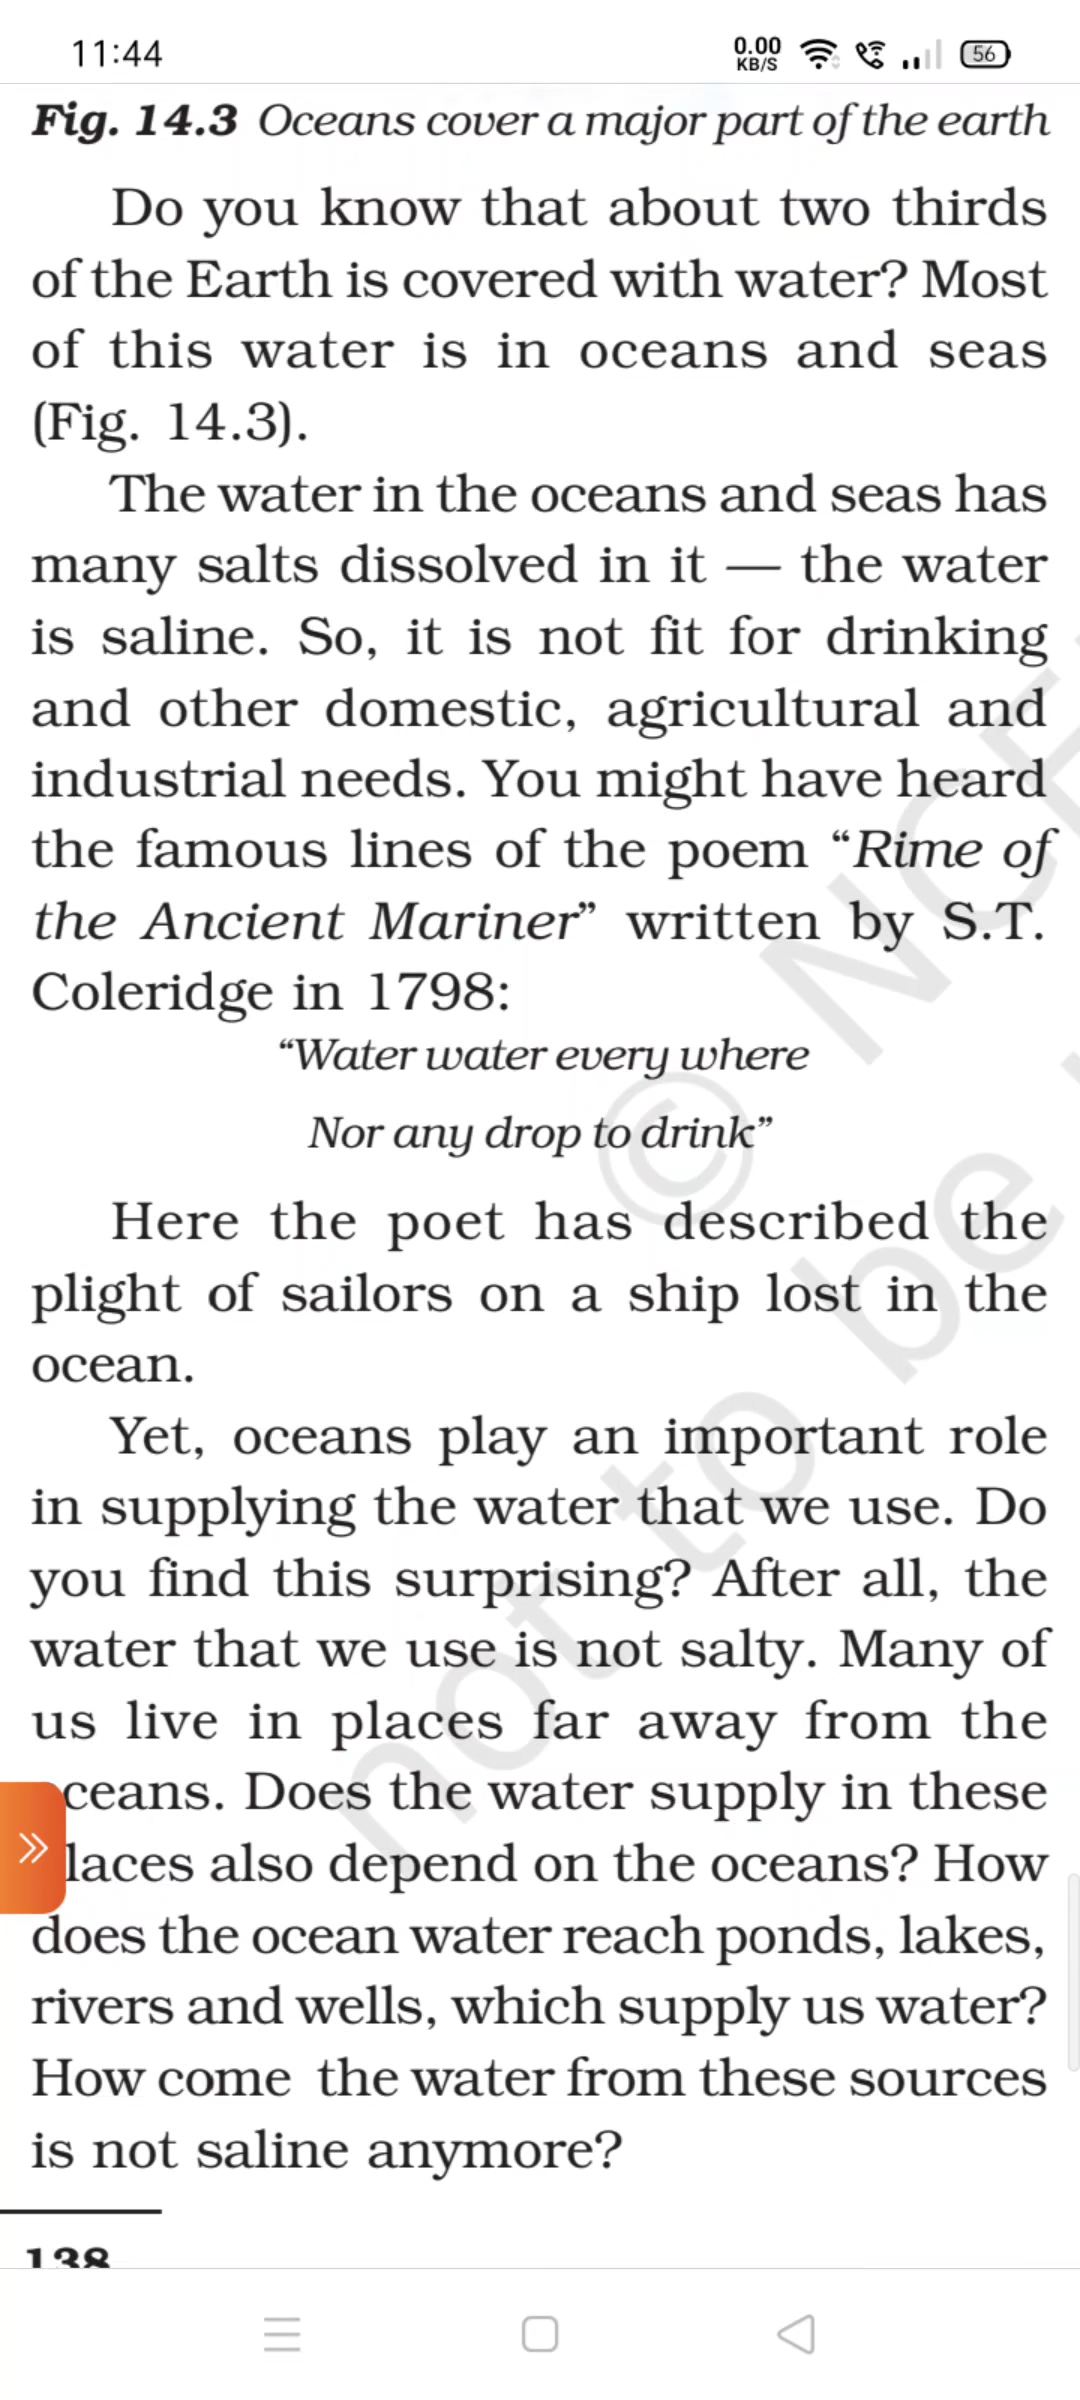 11:44
0.00
KB/S
56
Fig. 14.3 Oceans cover a major part of the earth
Do you know that about two thirds
of the Earth is covered with water? Most
of this water is in oceans and seas
(Fig. 14.3).
The water in the oceans and seas has
many salts dissolved in it — the water
is saline. So, it is not fit for drinking
and other domestic, agricultural and
industrial needs. You might have heard
the famous lines of the poem “Rime of
the Ancient Mariner” written by S.T.
Coleridge in 1798:
“Water water every where
Nor any drop to drink”
Here the poet has described the
plight of sailors on a ship lost in the
ocean.
Yet, oceans play an important role
in supplying the water that we use. Do
you find this surprising? After all, the
water that we use is not salty. Many of
us live in places far away from the
ceans. Does the water supply in these
laces also depend on the oceans? How
does the ocean water reach ponds, lakes,
rivers and wells, which supply us water?
How come the water from these sources
is not saline anymore?
138
© NCE
not to be